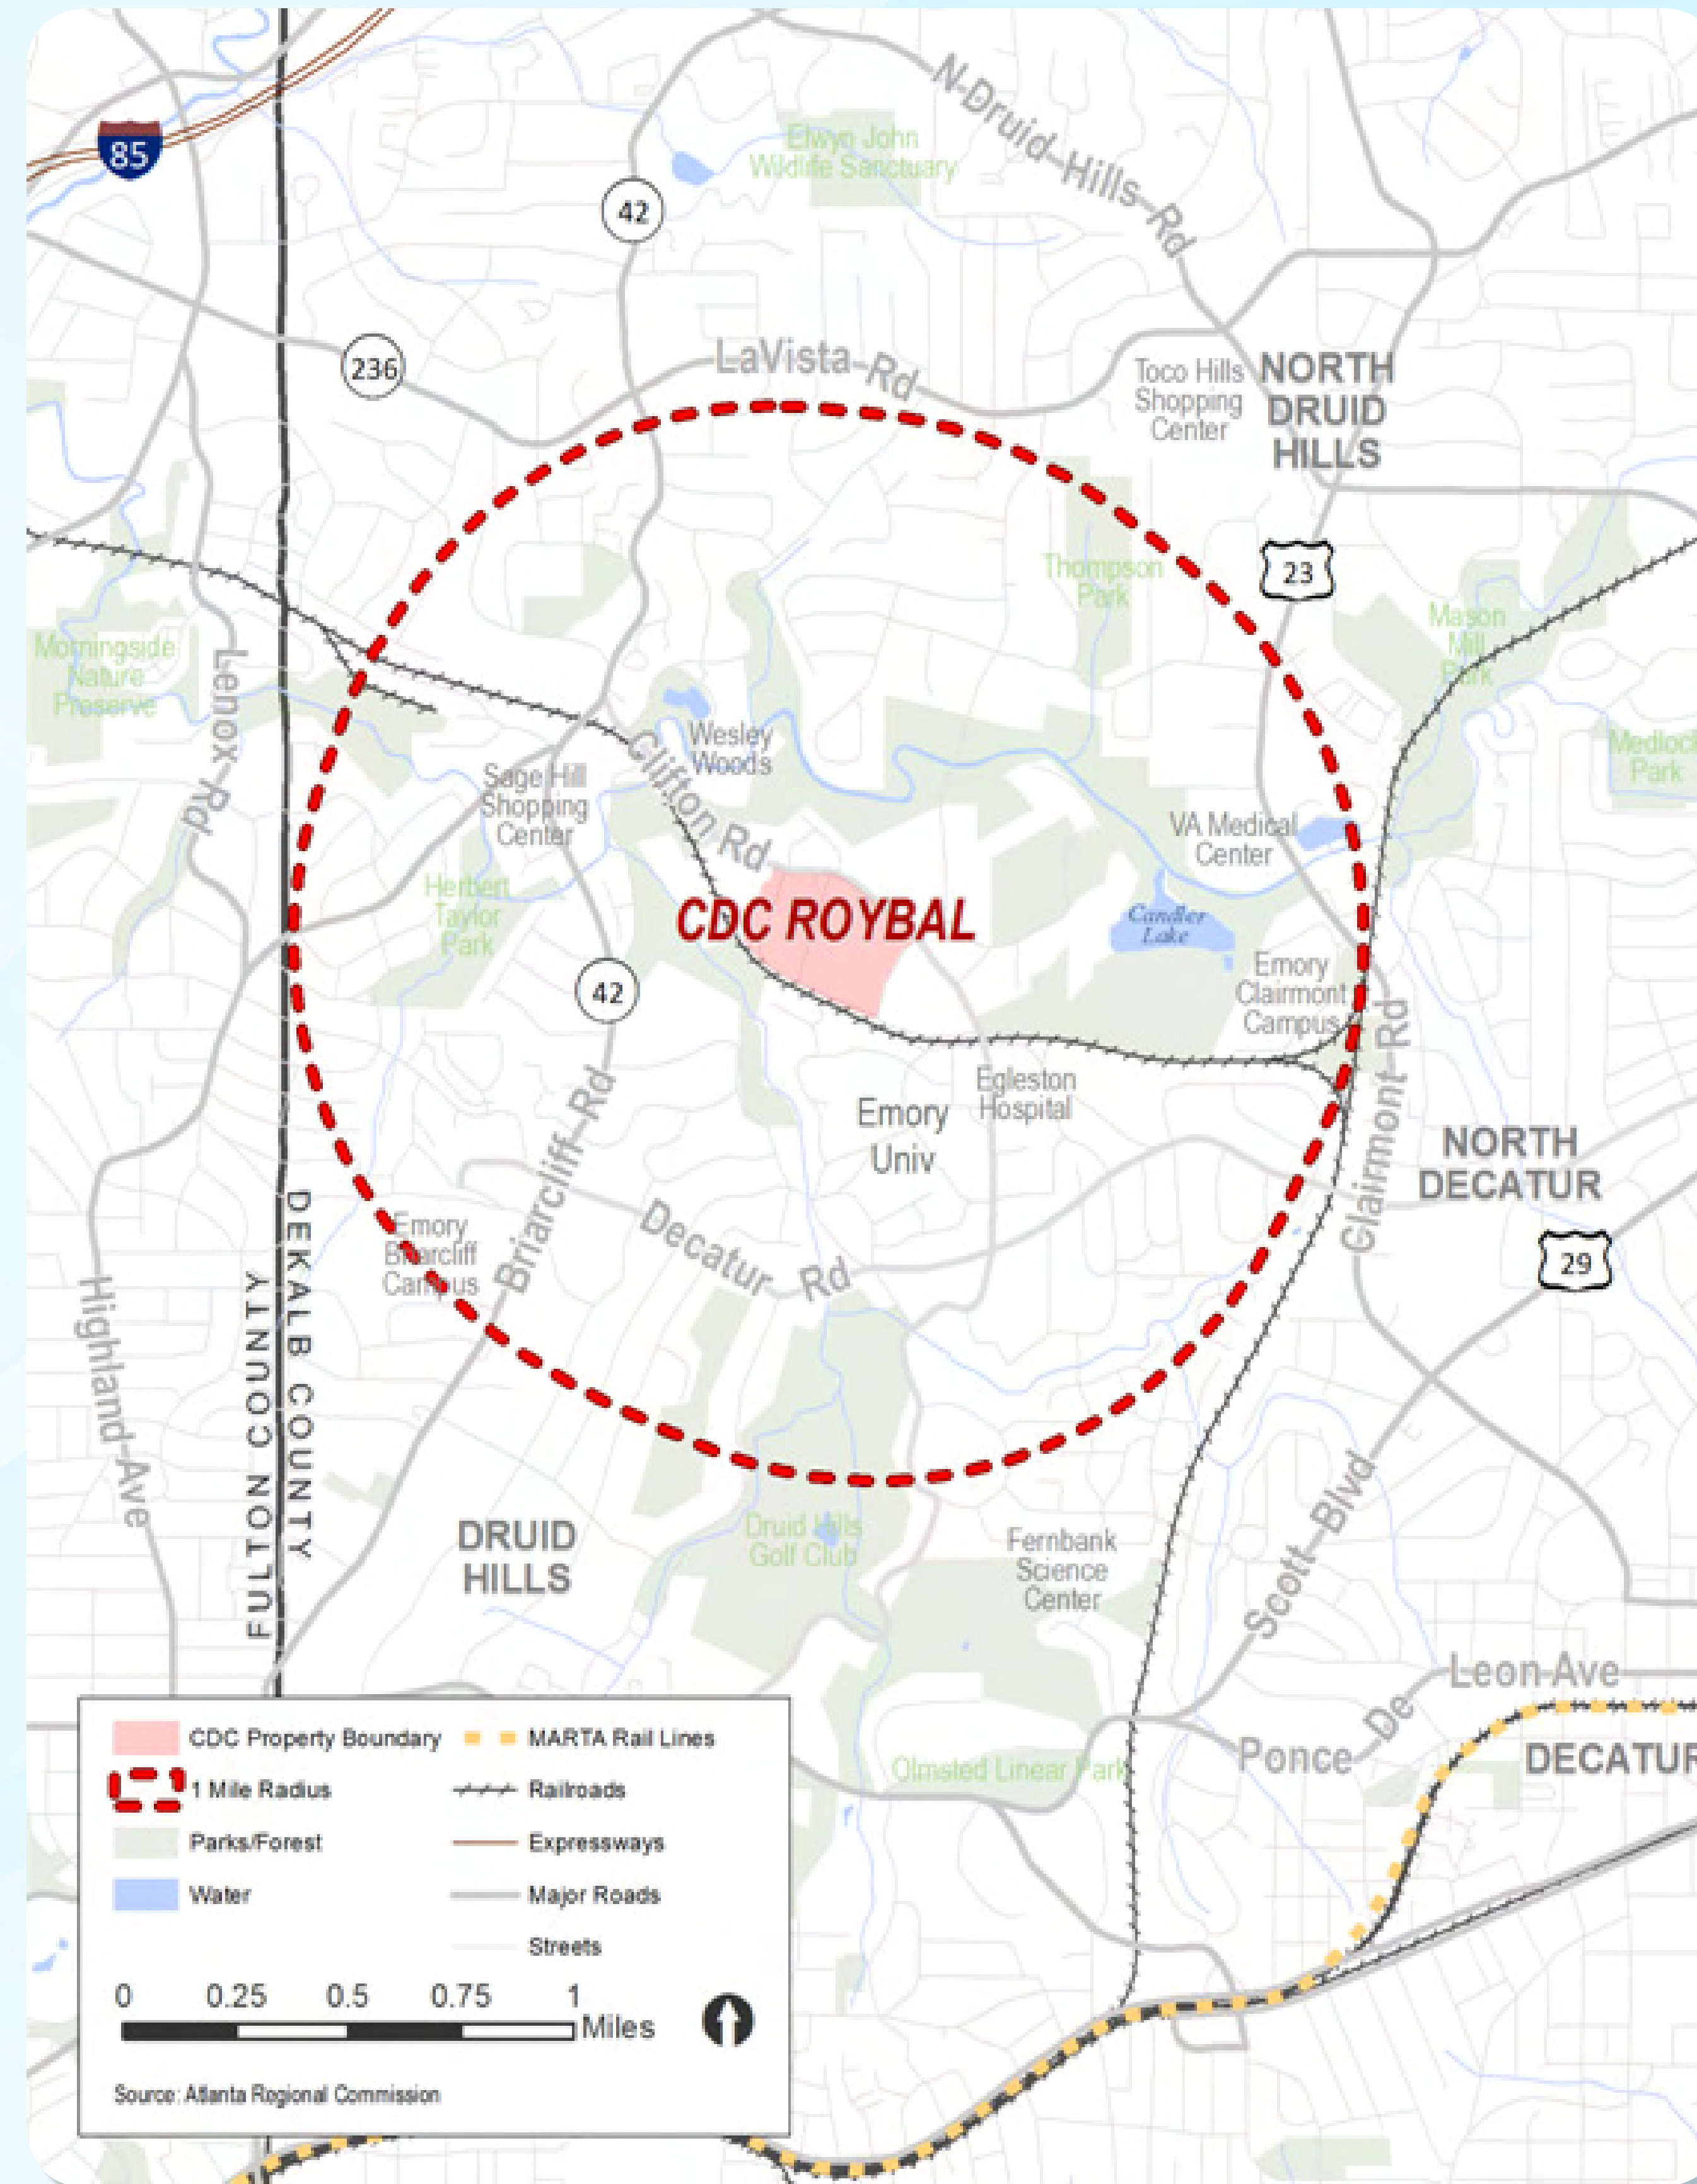 N-Druid-Hills-Rd
85
Elwyn John
Wildlife Sanctuary
42
236
LaVista-Rd
Toco Hills
Shopping
Center
NORTH
DRUID
HILLS
23
Thompson
Park
Mason
Mill
Park
Morningside
Nature
Preserve
Lenox-Rd
Wesley
Woods
Clifton Rd
Medlock
Park
Sage Hill
Shopping
Center
VA Medical
Center
Herbert
Taylor
Park
CDC ROYBAL
Candler
Lake
42
Emory
Clairmont
Campus
Clairmont-Rd
Egleston
Hospital
Emory
Univ
Briarcliff-Rd
NORTH
DECATUR
Emory
Briarcliff
Campus
Decatur Rd
29
Highland-Ave
FULTON COUNTY
DEKALB COUNTY
DRUID
HILLS
Druid Hills
Golf Club
Fernbank
Science
Center
Scott-Blvd
Ponce-De-Leon-Ave
Olmsted Linear Park
DECATUR
CDC Property Boundary
1 Mile Radius
Parks/Forest
Water
MARTA Rail Lines
Railroads
Expressways
Major Roads
Streets
0 0.25 0.5 0.75 1
Miles
Source: Atlanta Regional Commission